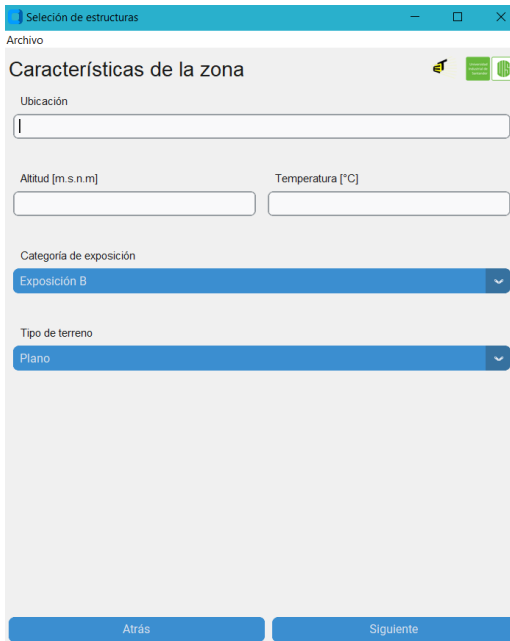 Seleción de estructuras
Archivo
Características de la zona
Ubicación
Altitud [m.s.n.m]
Temperatura [°C]
Categoría de exposición
Exposición B
Tipo de terreno
Plano
Atrás
Siguiente